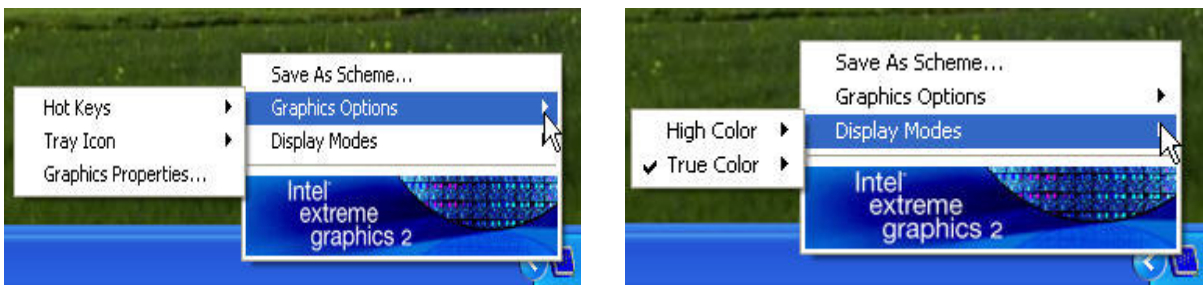 Save As Scheme...
Graphics Options
Display Modes
Hot Keys
Tray Icon
Graphics Properties...
Intel
extreme
graphics 2
Save As Scheme...
Graphics Options
Display Modes
High Color
True Color
Intel
extreme
graphics 2